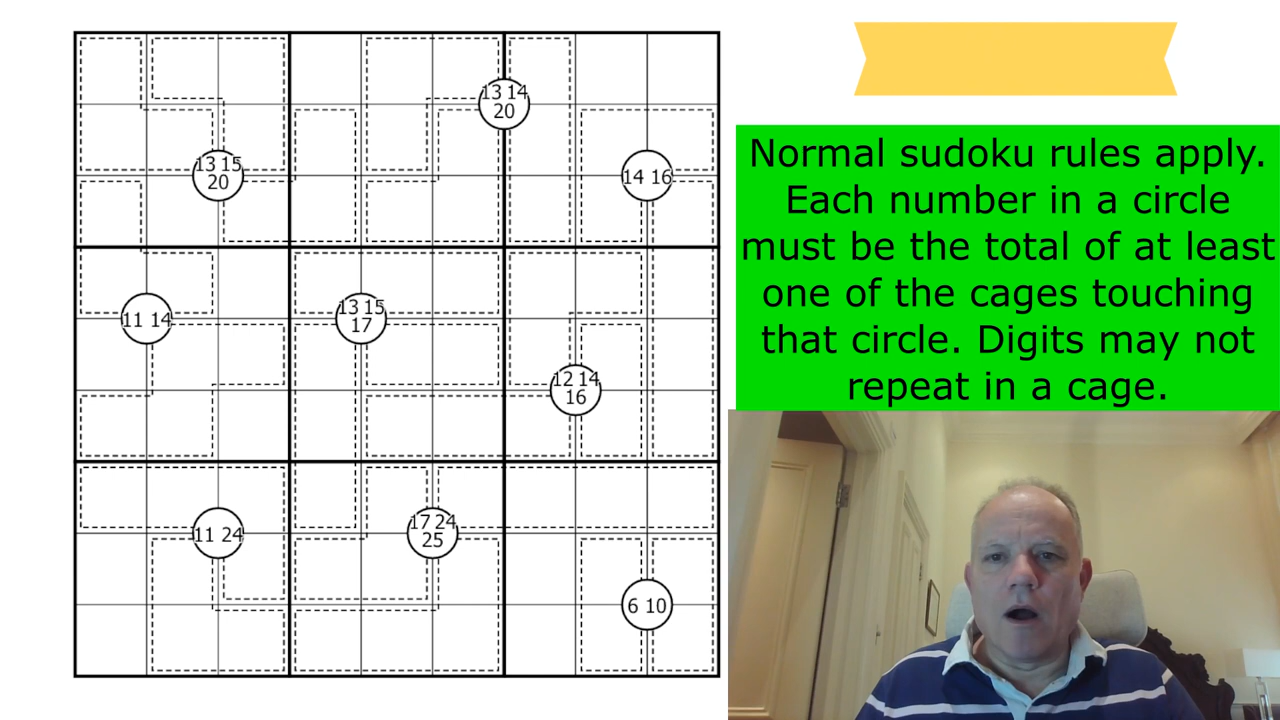 13 14
20
13 15
20
14 16
11 14
13 15
17
12 14
16
11 24
17 24
25
6 10
Normal sudoku rules apply.
Each number in a circle
must be the total of at least
one of the cages touching
that circle. Digits may not
repeat in a cage.